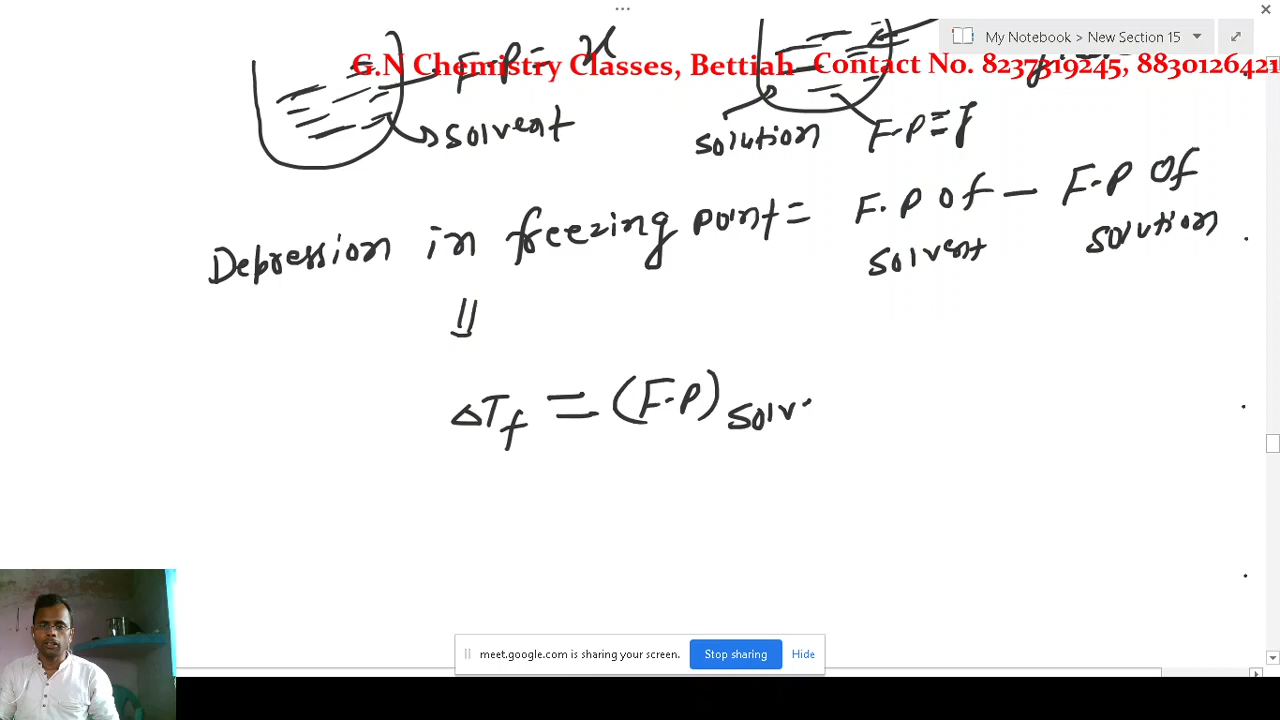 My Notebook > New Section 15
F-P = x
G.N Chemistry Classes, Bettiah Contact No. 8237319245, 8830126421
solvent
solution
F-P =
Depression in freezing point = F.P of solvent — F-P Of solution
ΔTf = (F-P) solv
meet.google.com is sharing your screen. Stop sharing Hide